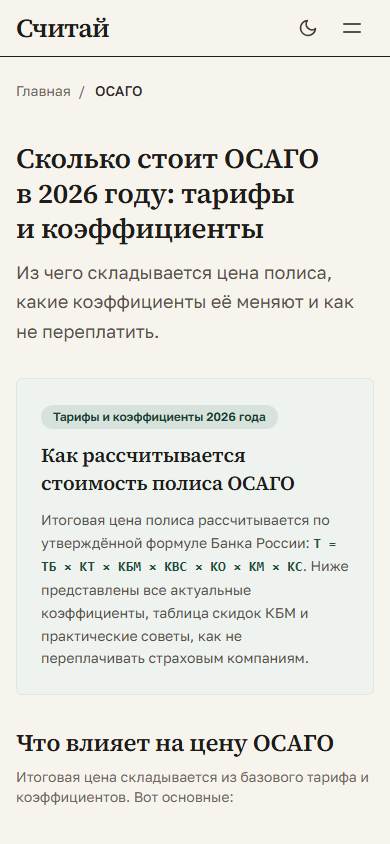 Считай
Главная / ОСАГО
Сколько стоит ОСАГО
в 2026 году: тарифы
и коэффициенты
Из чего складывается цена полиса,
какие коэффициенты её меняют и как
не переплатить.
Тарифы и коэффициенты 2026 года
Как рассчитывается
стоимость полиса ОСАГО
Итоговая цена полиса рассчитывается по
утверждённой формуле Банка России: Т =
ТБ × КТ × КБМ × КВС × КО × КМ × КС. Ниже
представлены все актуальные
коэффициенты, таблица скидок КБМ и
практические советы, как не
переплачивать страховым компаниям.
Что влияет на цену ОСАГО
Итоговая цена складывается из базового тарифа и
коэффициентов. Вот основные: